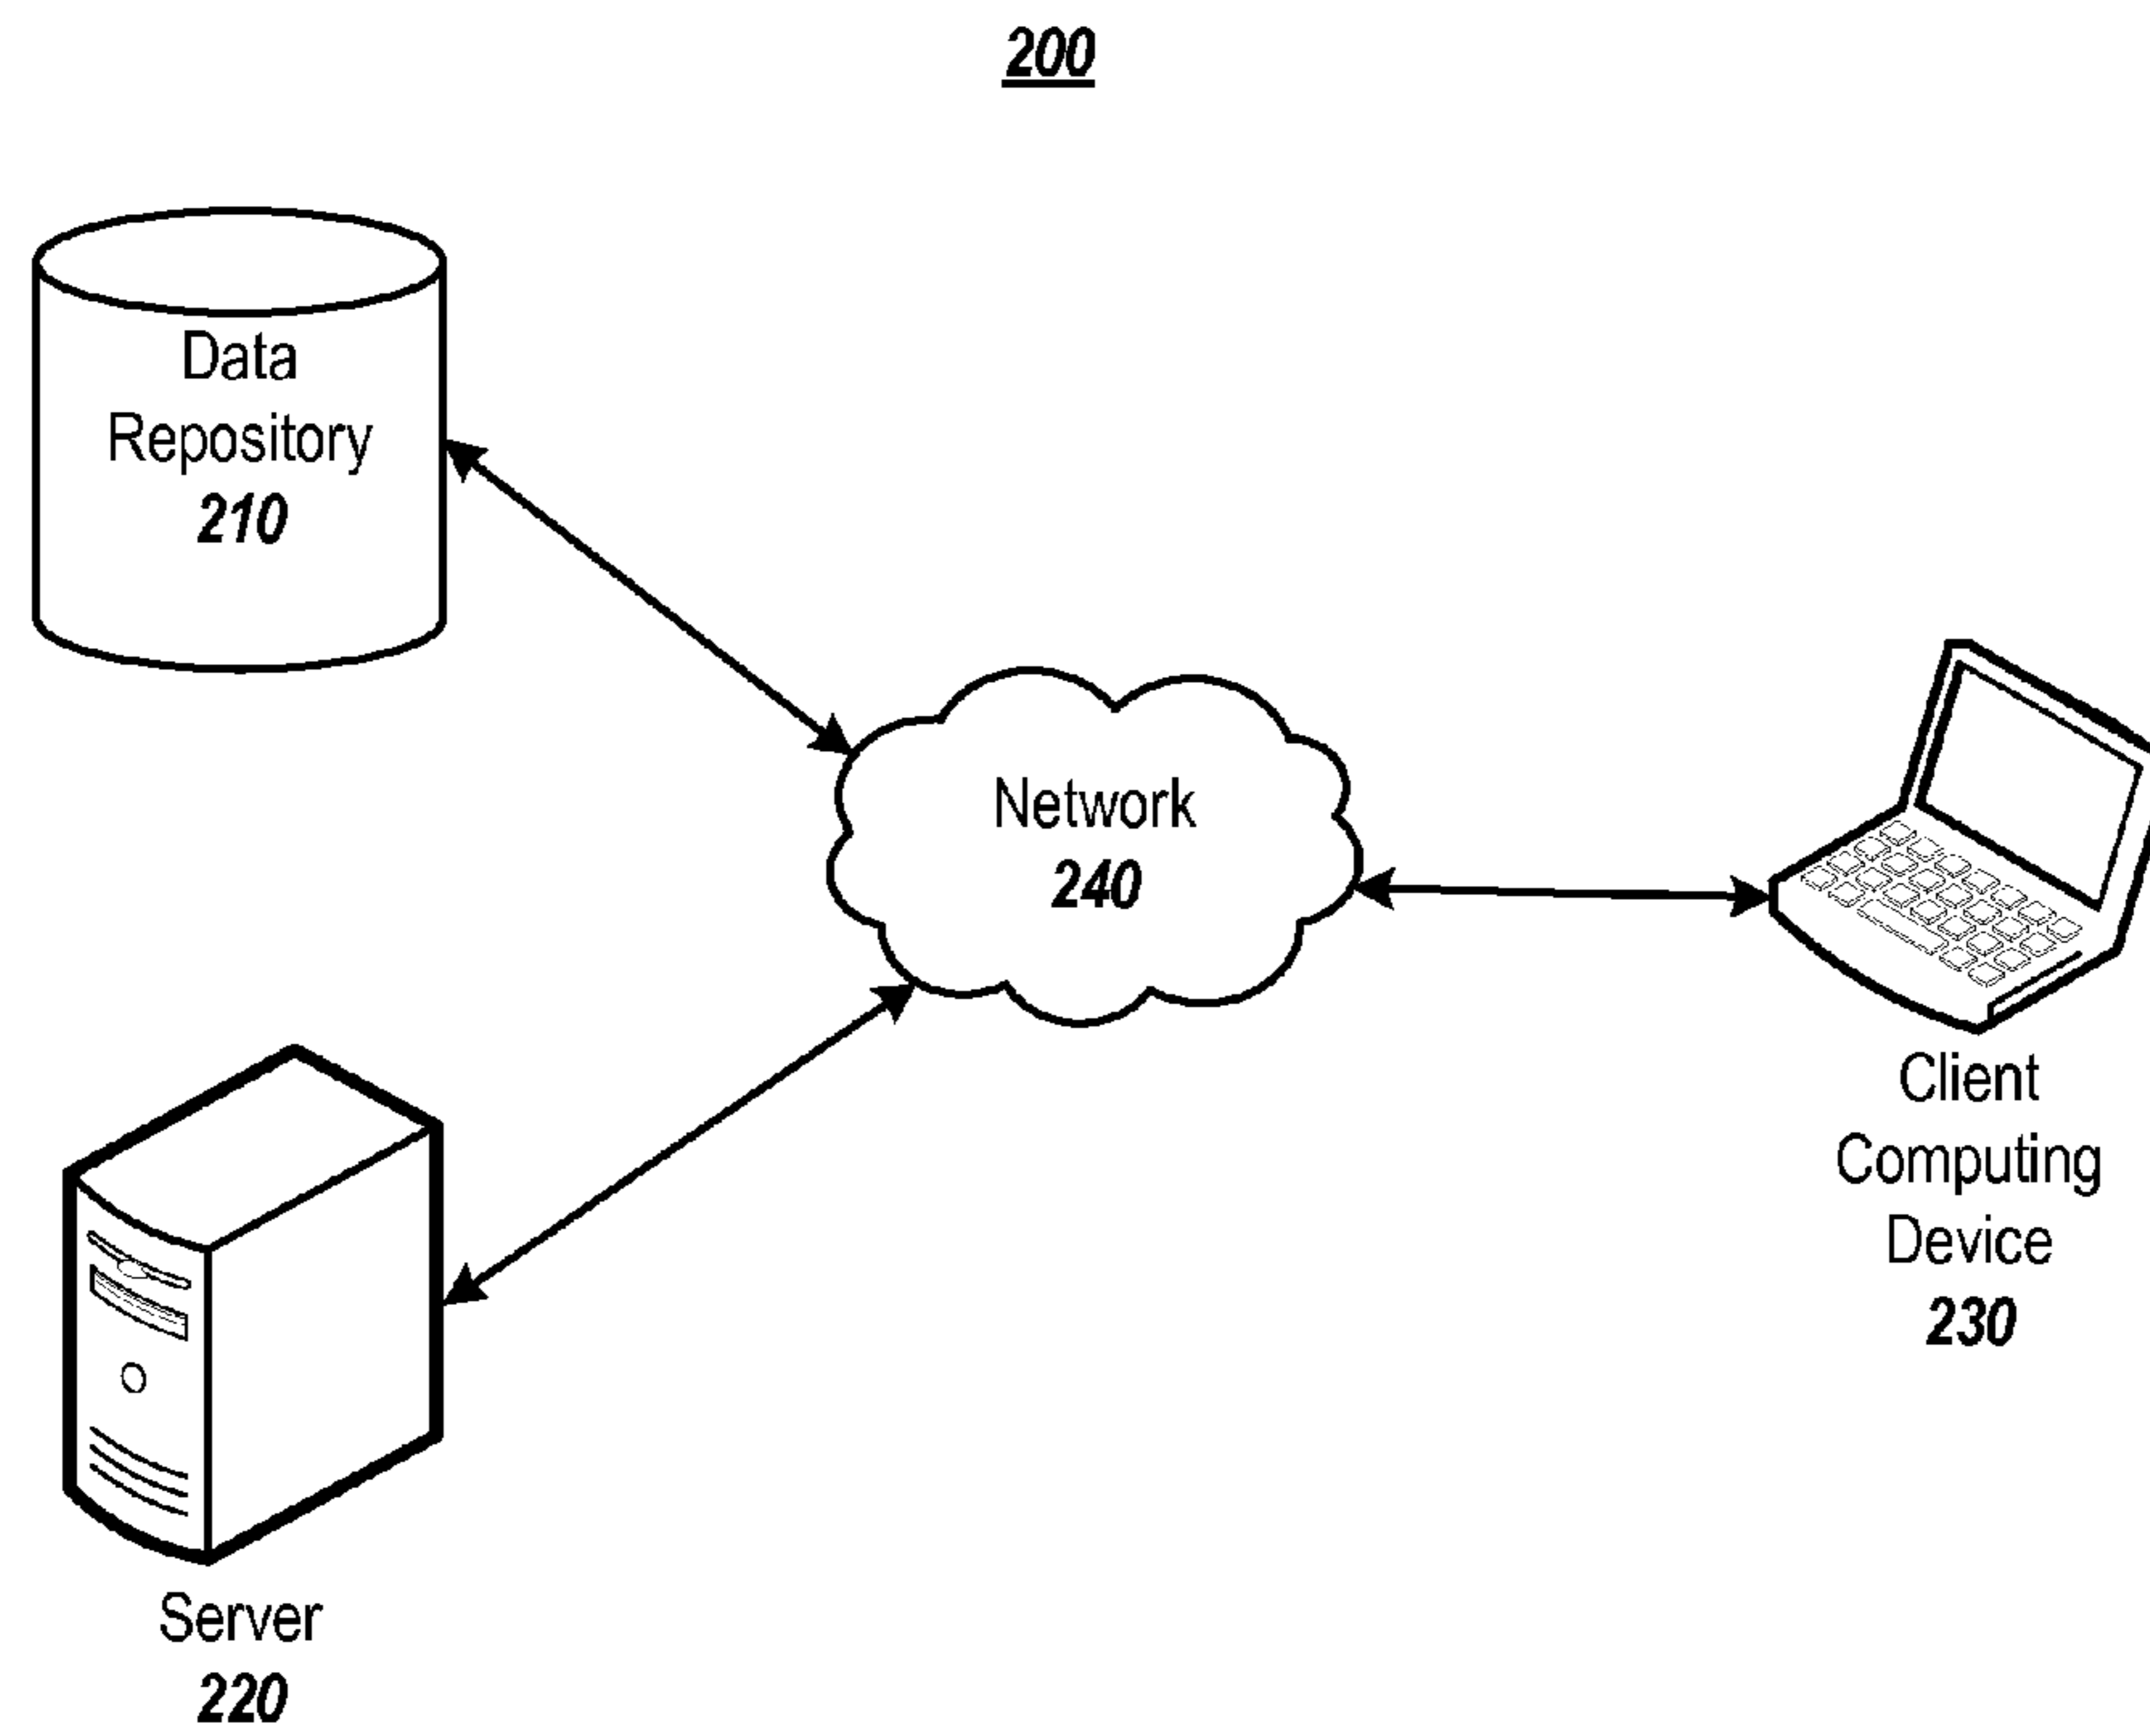 200
Data
Repository
210
Network
240
Client
Computing
Device
230
Server
220